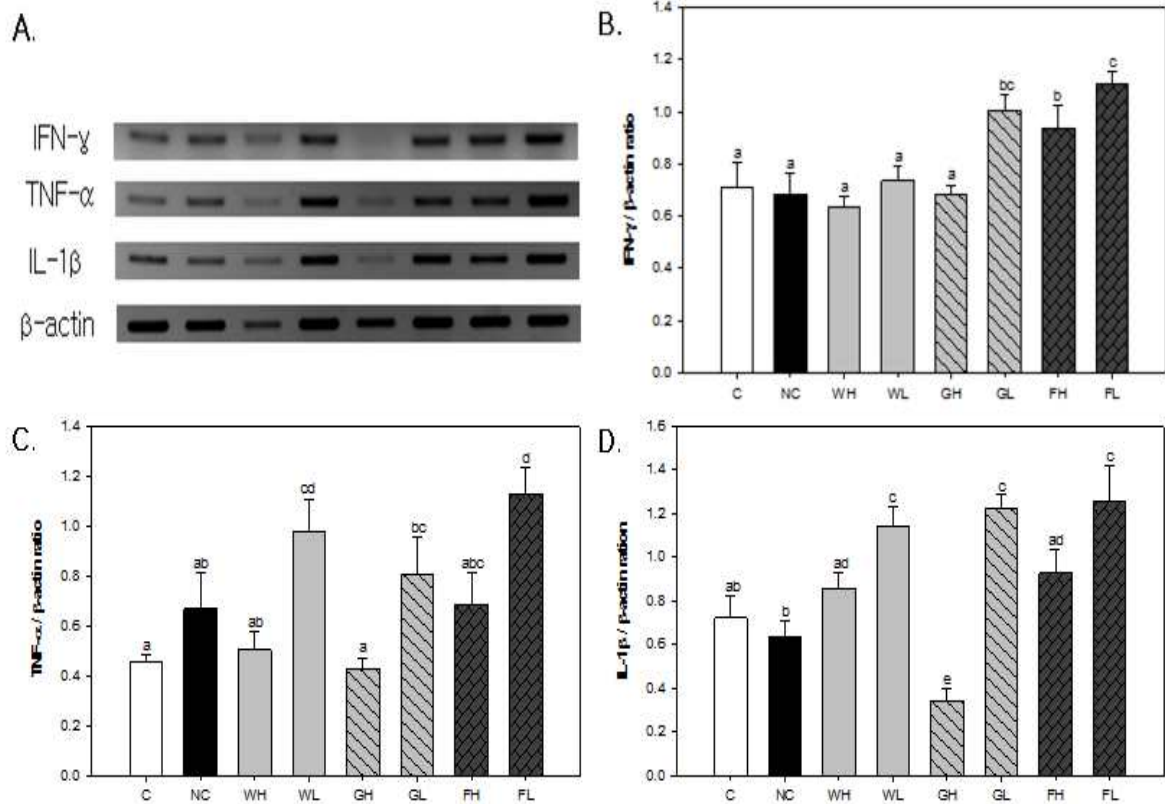 A.
IFN-γ
TNF-α
IL-1β
β-actin
B.
IFN-γ / β-actin ratio
1.4
1.2
1.0
0.8
0.6
0.4
0.2
0.0
a
a
a
a
a
bc
b
c
C NC WH WL GH GL FH FL
C.
TNF-α / β-actin ratio
1.4
1.2
1.0
0.8
0.6
0.4
0.2
0.0
a
ab
ab
cd
a
bc
abc
d
C NC WH WL GH GL FH FL
D.
IL-1β / β-actin ration
1.6
1.4
1.2
1.0
0.8
0.6
0.4
0.2
0.0
ab
b
ad
c
e
c
ad
c
C NC WH WL GH GL FH FL